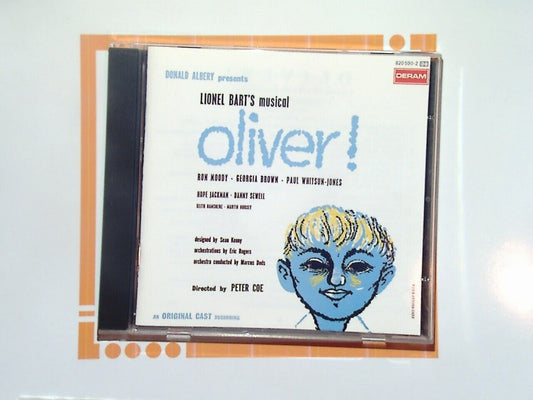 DONALD ALBERY presents
820 590-2
DERAM
LIONEL BART'S musical
oliver!
RON MOODY · GEORGIA BROWN · PAUL WHITSUN-JONES
HOPE JACKMAN · DANNY SEWELL
KEITH HAMSHERE · MARTIN HORSEY
designed by Sean Kenny
orchestrations by Eric Rogers
orchestra conducted by Marcus Dods
Directed by PETER COE
AN ORIGINAL CAST RECORDING